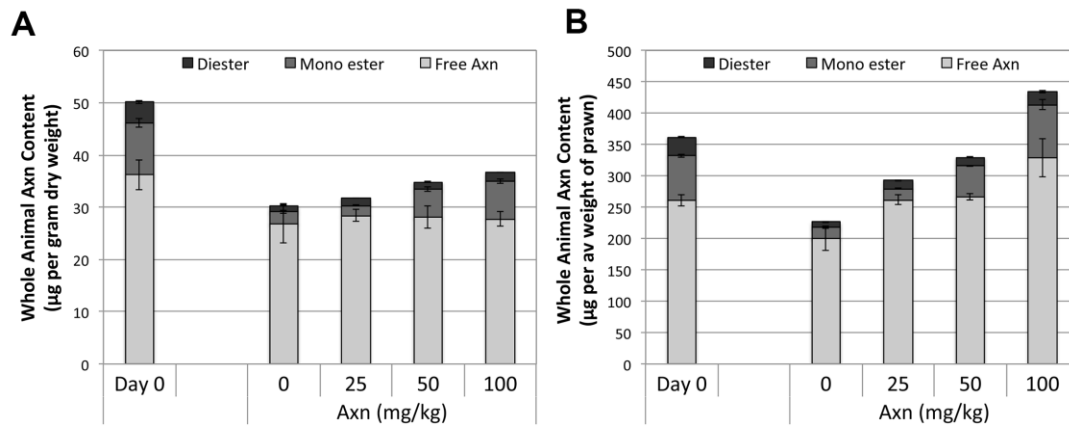 A
Whole Animal Axn Content
(µg per gram dry weight)
60
50
40
30
20
10
0
Diester Mono ester Free Axn
Day 0 0 25 50 100
Axn (mg/kg)
B
Whole Animal Axn Content
(µg per av weight of prawn)
500
450
400
350
300
250
200
150
100
50
0
Diester Mono ester Free Axn
Day 0 0 25 50 100
Axn (mg/kg)